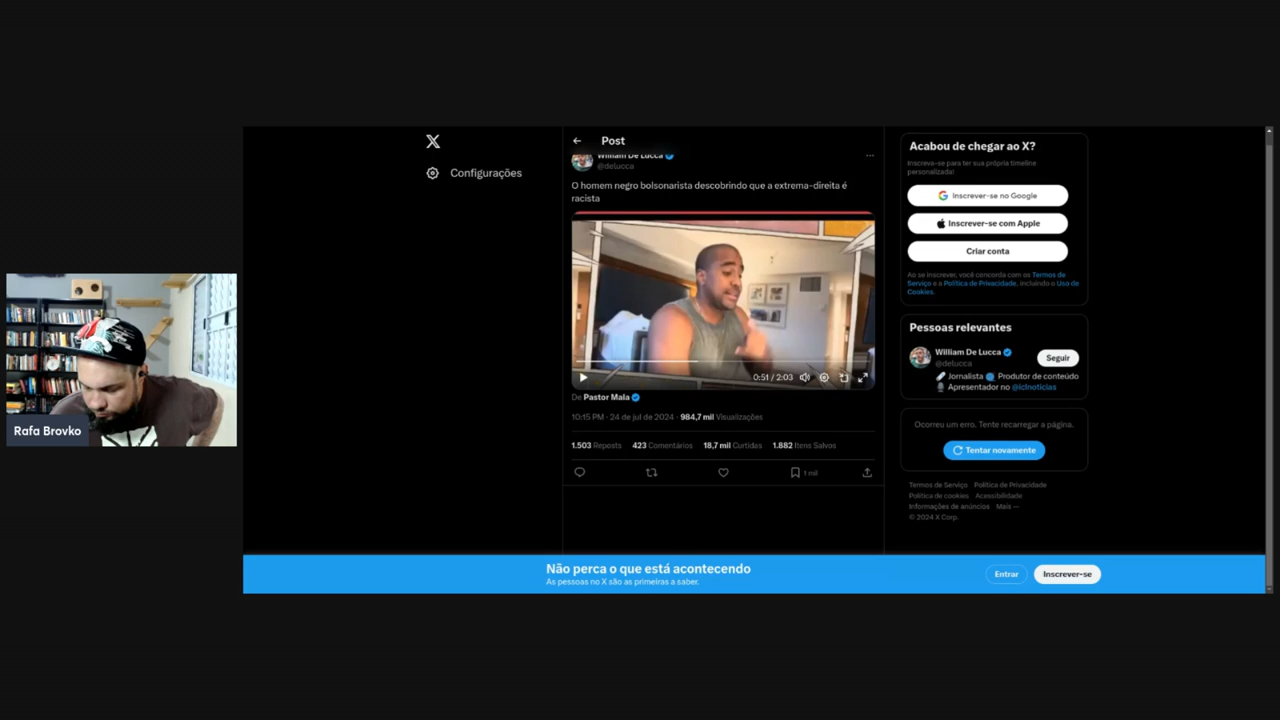 Rafa Brovko
Configurações
Post
William De Lucca
@delucca
O homem negro bolsonarista descobrindo que a extrema-direita é
racista
0:51 / 2:03
De Pastor Mala
10:15 PM · 24 de jul de 2024 · 984,7 mil Visualizações
1.503 Reposts 423 Comentários 18,7 mil Curtidas 1.882 Itens Salvos
1 mil
Acabou de chegar ao X?
Inscreva-se para ter sua própria timeline
personalizada!
Inscrever-se no Google
Inscrever-se com Apple
Criar conta
Ao se inscrever, você concorda com os Termos de
Serviço e a Política de Privacidade, incluindo o Uso de
Cookies.
Pessoas relevantes
William De Lucca
@delucca
Seguir
Jornalista Produtor de conteúdo
Apresentador no @iclnoticias
Ocorreu um erro. Tente recarregar a página.
Tentar novamente
Termos de Serviço Política de Privacidade
Política de cookies Acessibilidade
Informações de anúncios Mais ···
© 2024 X Corp.
Não perca o que está acontecendo
As pessoas no X são as primeiras a saber.
Entrar
Inscrever-se